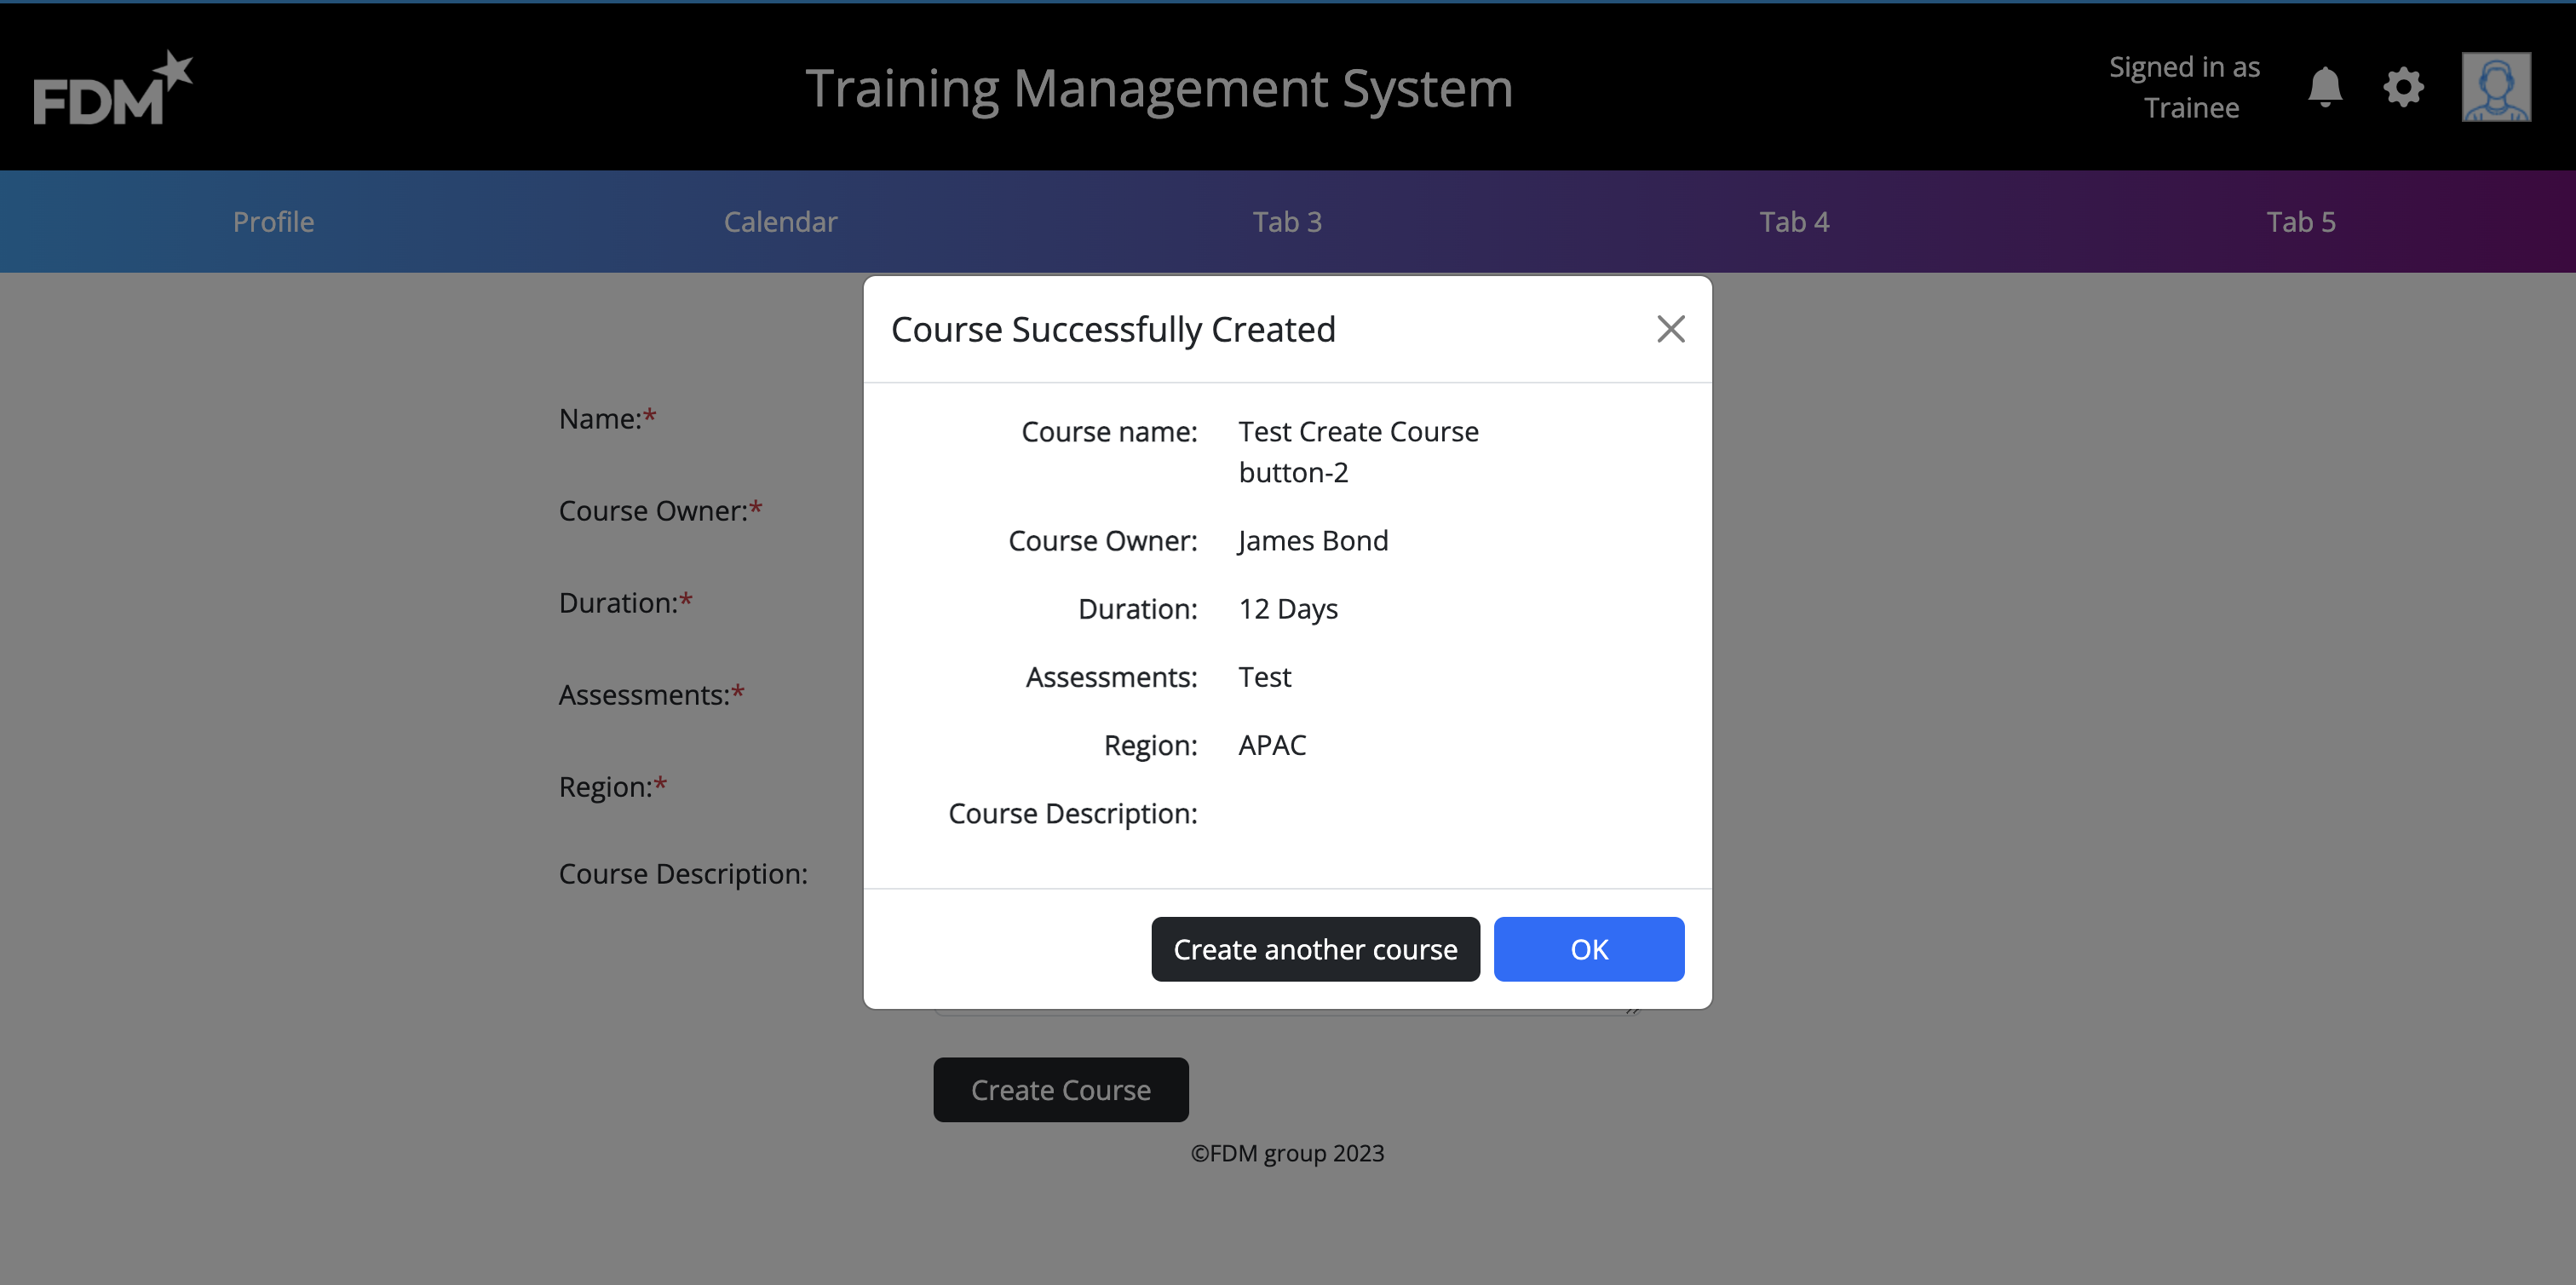 FDM
Training Management System
Signed in as
Trainee
Profile
Calendar
Tab 3
Tab 4
Tab 5
Course Successfully Created
Name:*
Course Owner:*
Duration:*
Assessments:*
Region:*
Course Description:
Course name: Test Create Course
button-2
Course Owner: James Bond
Duration: 12 Days
Assessments: Test
Region: APAC
Course Description:
Create another course
OK
Create Course
©FDM group 2023